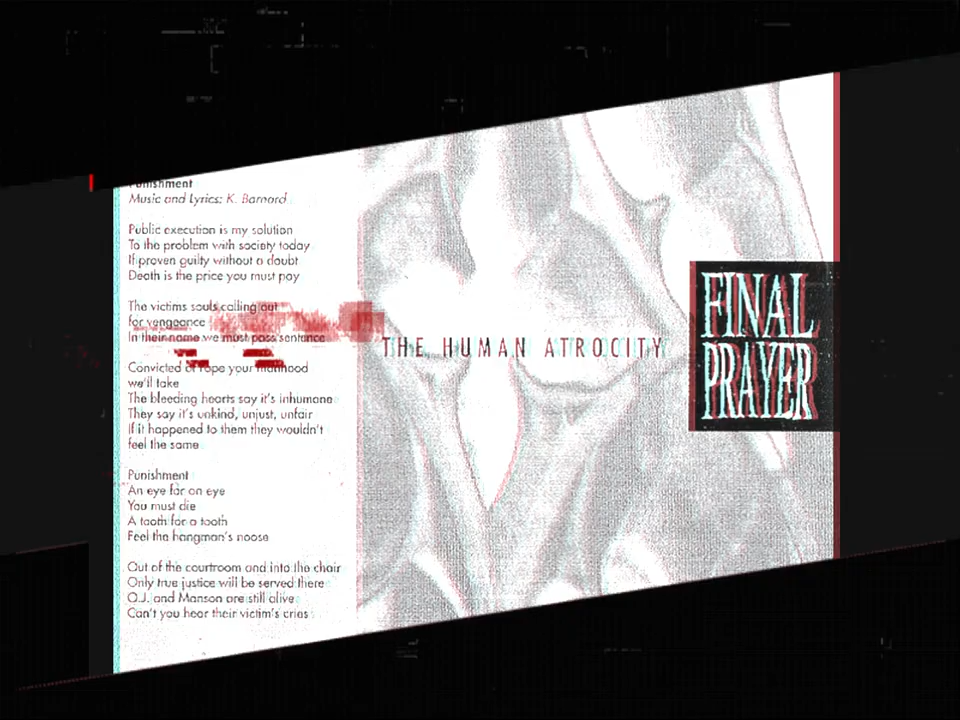 Punishment
Music and Lyrics: K. Barnard
Public execution is my solution
To the problem with society today
If proven guilty without a doubt
Death is the price you must pay
The victims souls calling out
for vengeance
In their name we must pass sentence
Convicted of rape your manhood
we'll take
The bleeding hearts say it's inhumane
They say it's unkind, unjust, unfair
If it happened to them they wouldn't
feel the same
Punishment
An eye for an eye
You must die
A tooth for a tooth
Feel the hangman's noose
Out of the courtroom and into the chair
Only true justice will be served there
O.J. and Manson are still alive
Can't you hear their victim's cries
THE HUMAN ATROCITY
FINAL
PRAYER